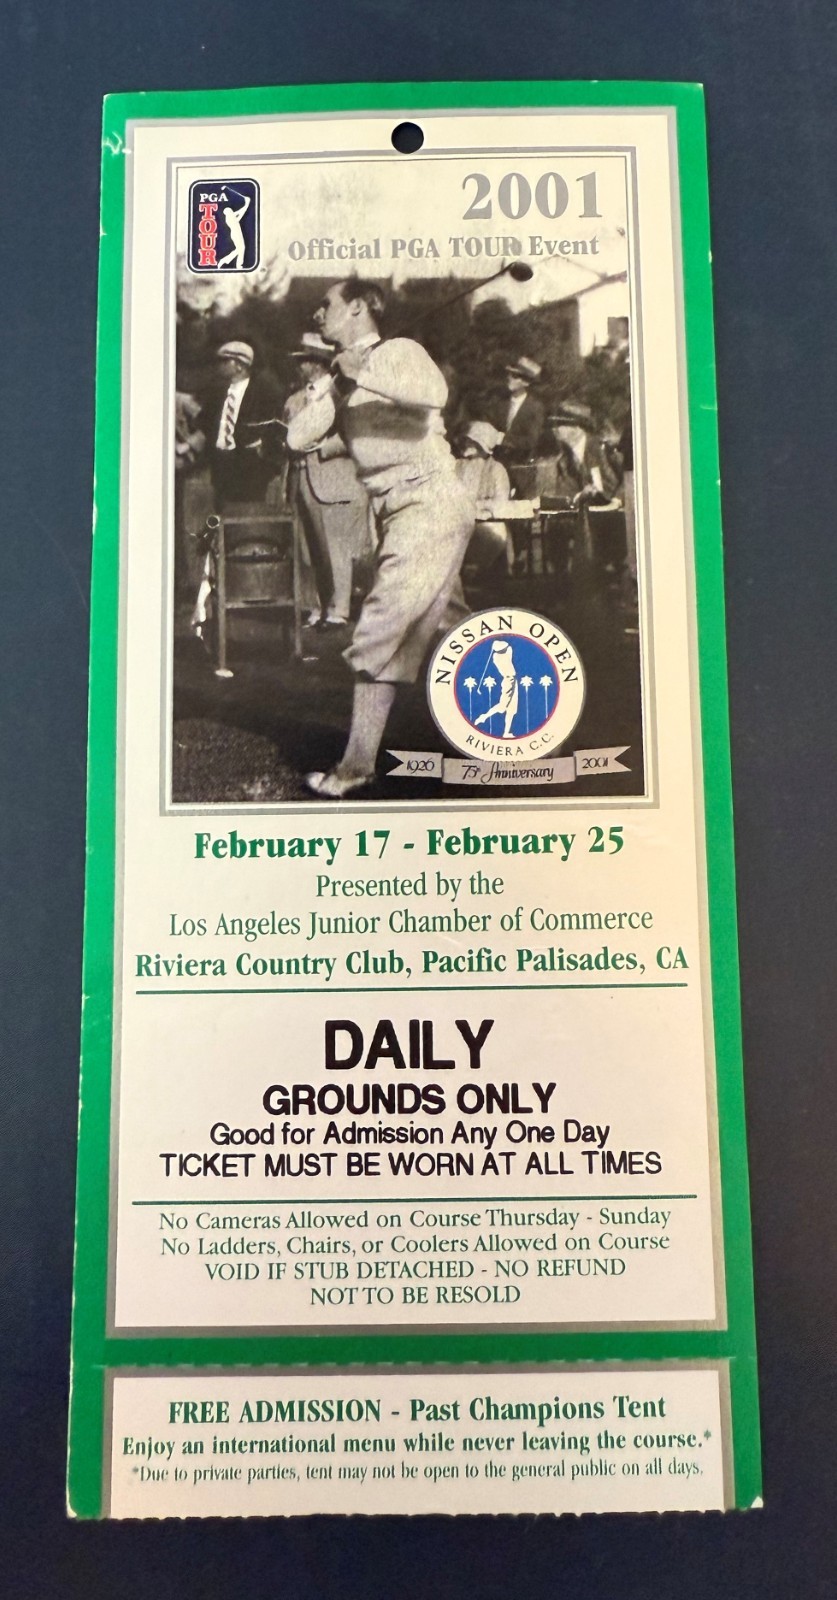 2001
PGA
TOUR
Official PGA TOUR Event
NISSAN OPEN
RIVIERA C.C.
1926 75th Anniversary 2001
February 17 - February 25
Presented by the
Los Angeles Junior Chamber of Commerce
Riviera Country Club, Pacific Palisades, CA
DAILY
GROUNDS ONLY
Good for Admission Any One Day
TICKET MUST BE WORN AT ALL TIMES
No Cameras Allowed on Course Thursday - Sunday
No Ladders, Chairs, or Coolers Allowed on Course
VOID IF STUB DETACHED - NO REFUND
NOT TO BE RESOLD
FREE ADMISSION - Past Champions Tent
Enjoy an international menu while never leaving the course.*
*Due to private parties, tent may not be open to the general public on all days.